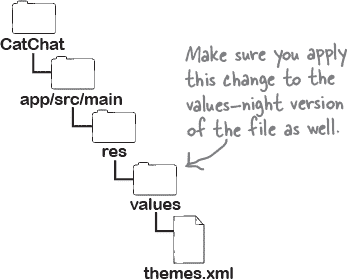 CatChat
Make sure you apply
this change to the
values-night version
of the file as well.
app/src/main
res
values
themes.xml